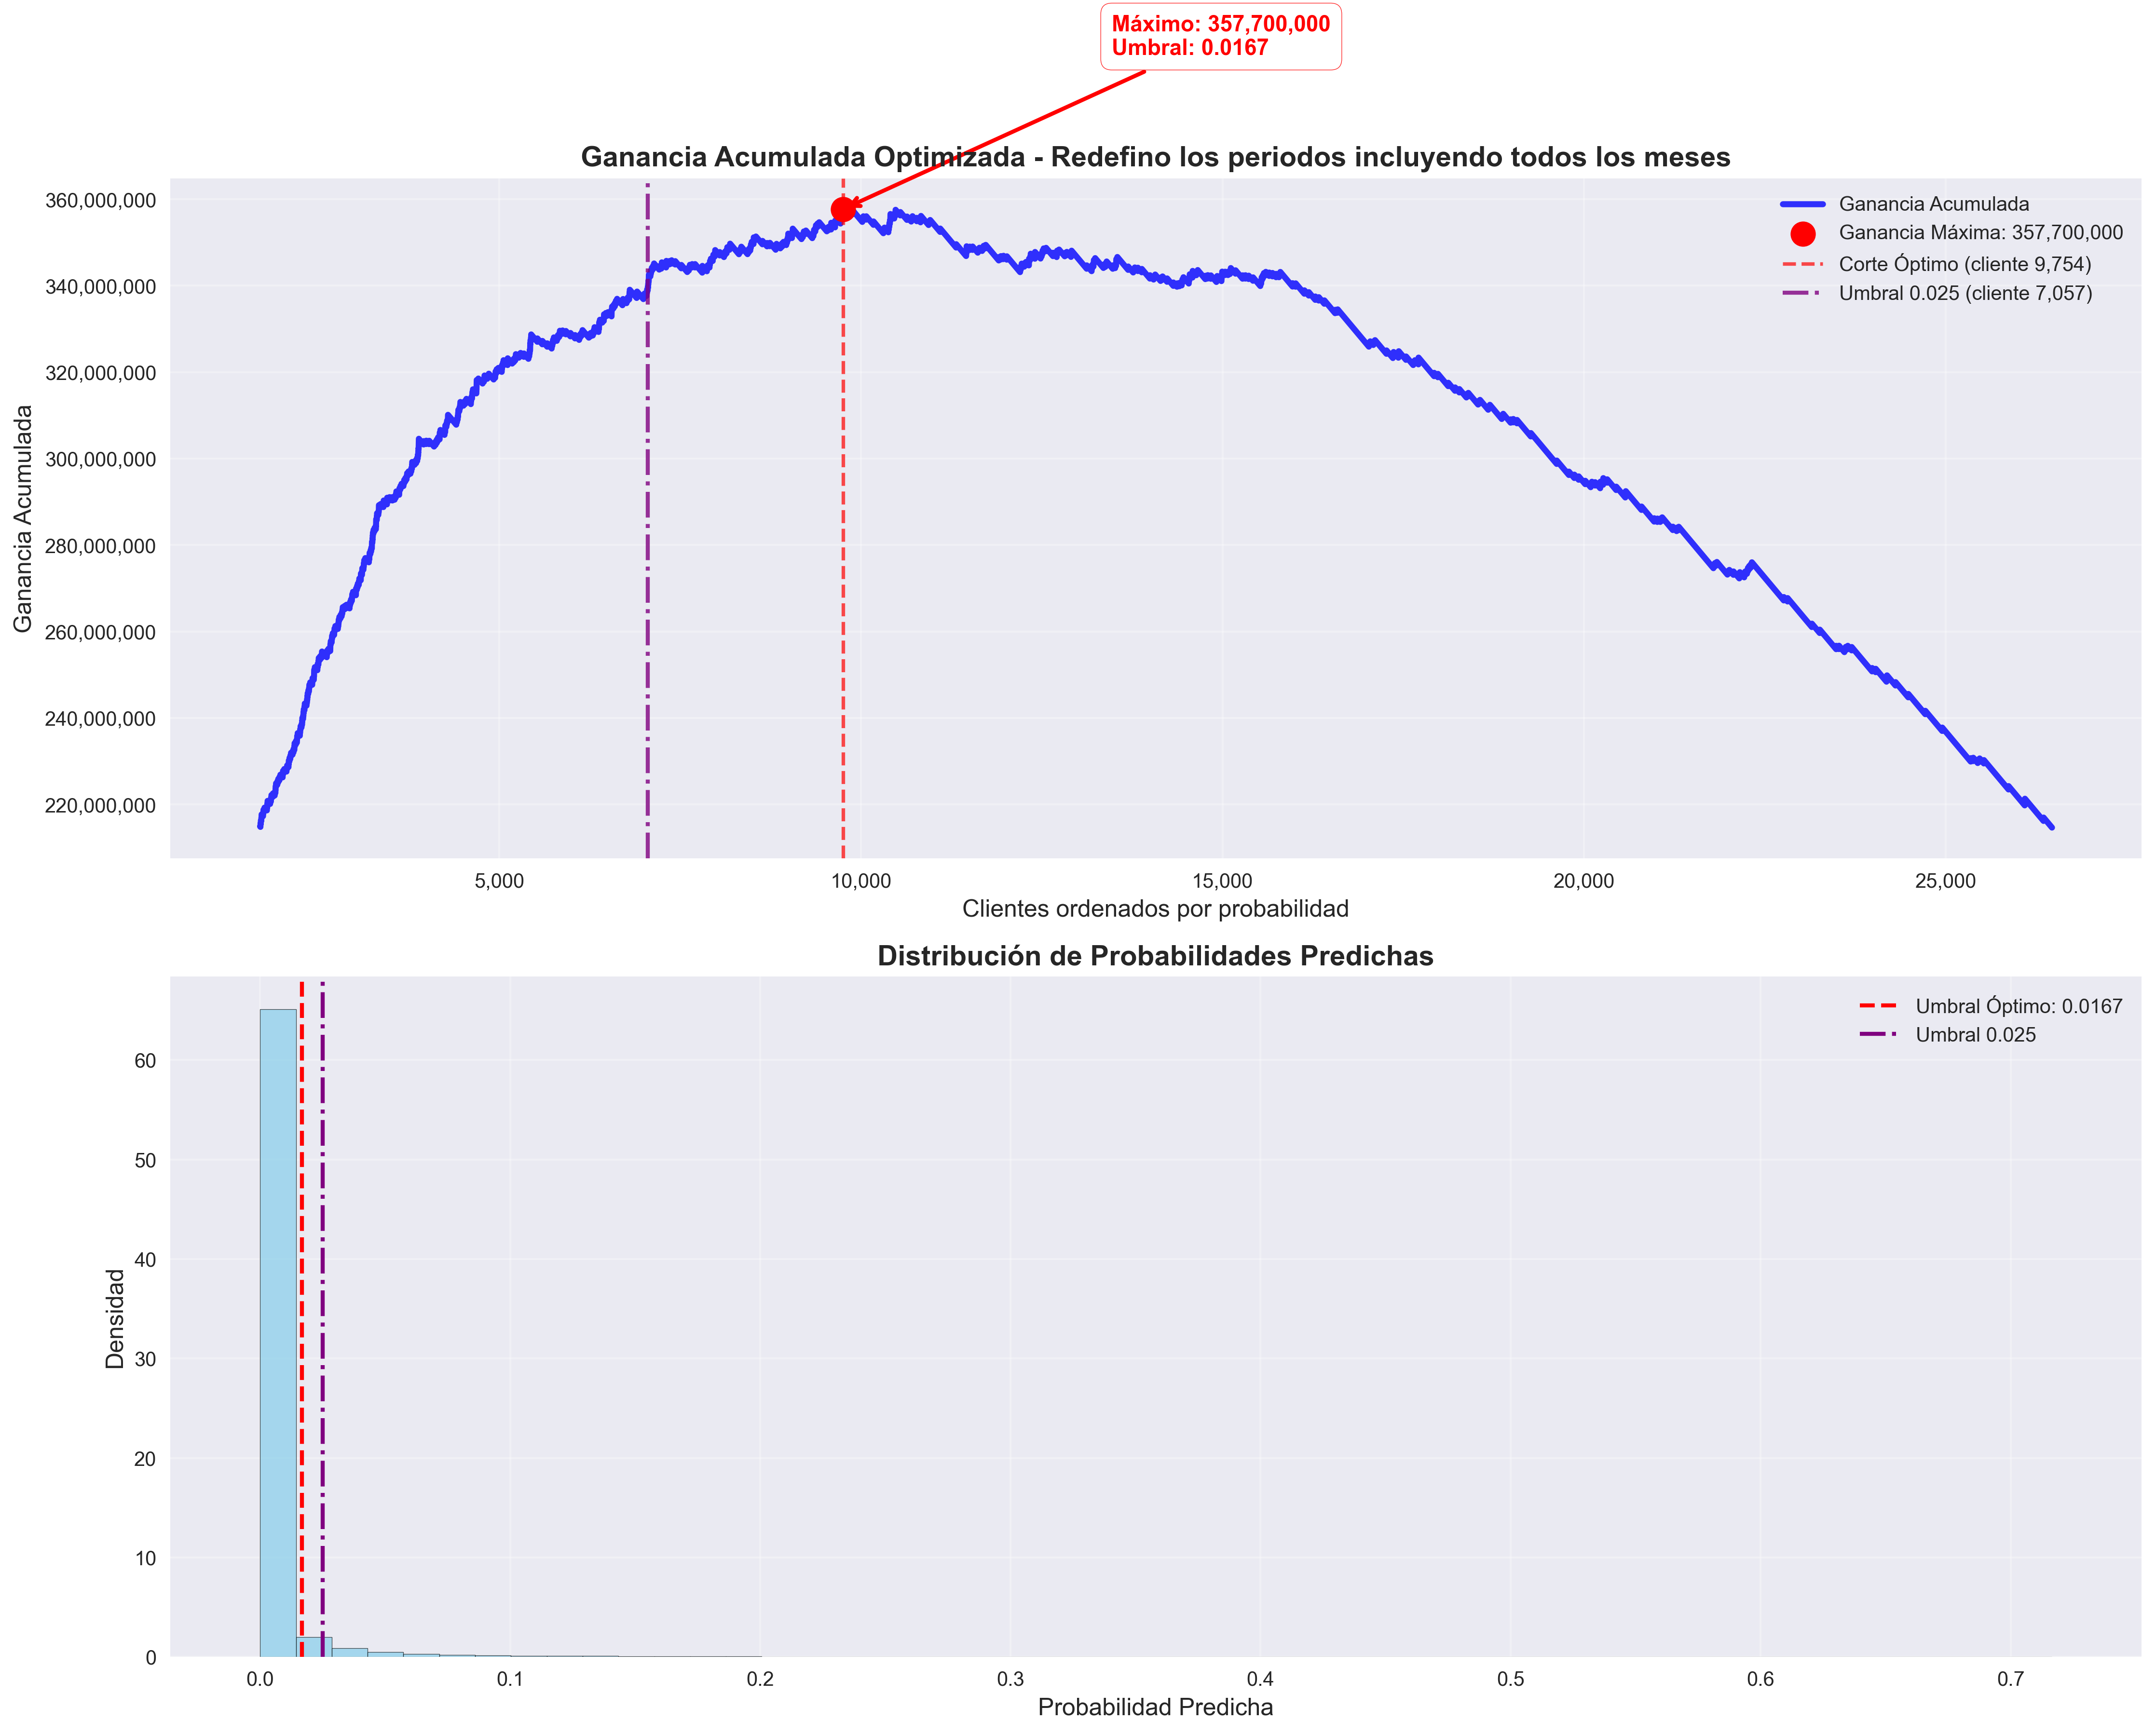 Máximo: 357,700,000
Umbral: 0.0167
Ganancia Acumulada Optimizada - Redefino los periodos incluyendo todos los meses
Ganancia Acumulada
360,000,000
340,000,000
320,000,000
300,000,000
280,000,000
260,000,000
240,000,000
220,000,000
Ganancia Acumulada
Ganancia Máxima: 357,700,000
Corte Óptimo (cliente 9,754)
Umbral 0.025 (cliente 7,057)
5,000
10,000
15,000
20,000
25,000
Clientes ordenados por probabilidad
Distribución de Probabilidades Predichas
Densidad
60
50
40
30
20
10
0
Umbral Óptimo: 0.0167
Umbral 0.025
0.0
0.1
0.2
0.3
0.4
0.5
0.6
0.7
Probabilidad Predicha